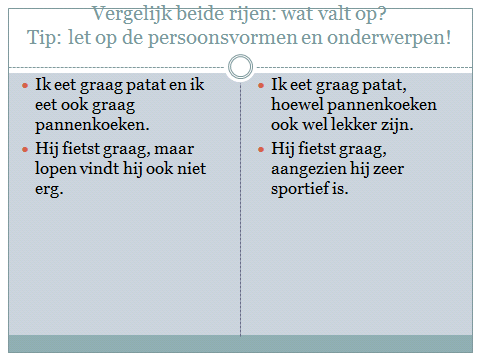 Vergelijk beide rijen: wat valt op?
Tip: let op de persoonsvormen en onderwerpen!
Ik eet graag patat en ik
eet ook graag
pannenkoeken.
Hij fietst graag, maar
lopen vindt hij ook niet
erg.
Ik eet graag patat,
hoewel pannenkoeken
ook wel lekker zijn.
Hij fietst graag,
aangezien hij zeer
sportief is.